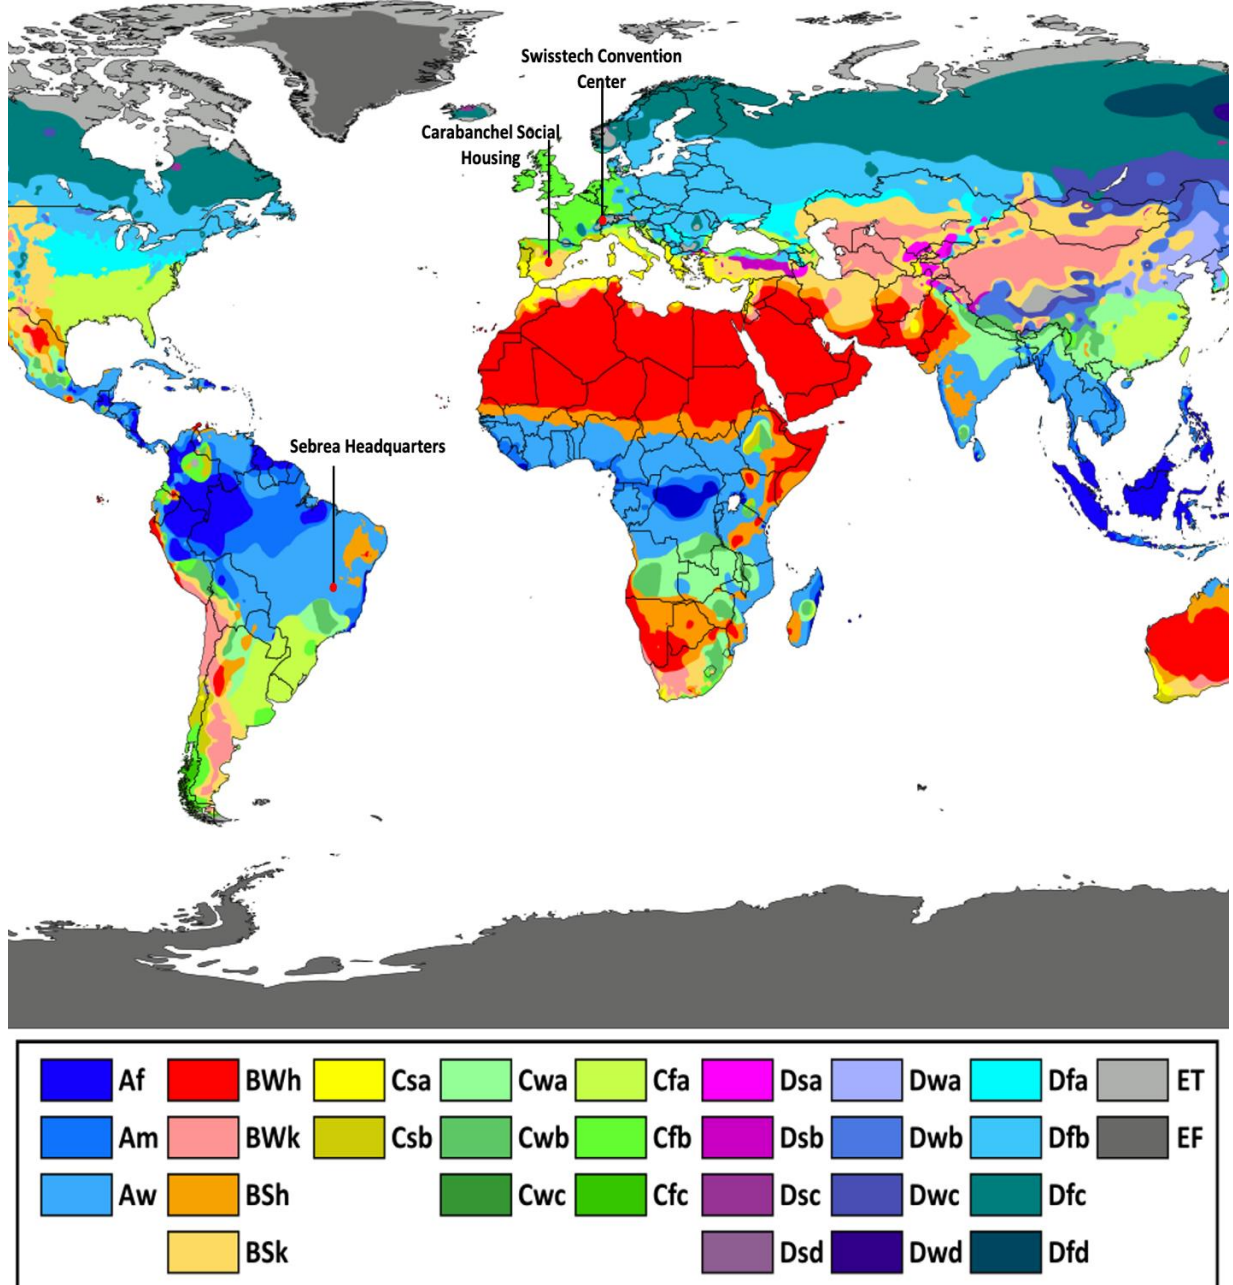 Swisstech Convention
Center
Carabanchel Social
Housing
Sebrea Headquarters
Af BWh Csa Cwa Cfa Dsa Dwa Dfa ET
Am BWk Csb Cwb Cfb Dsb Dwb Dfb EF
Aw BSh Cwc Cfc Dsc Dwc Dfc
BSk Dsd Dwd Dfd